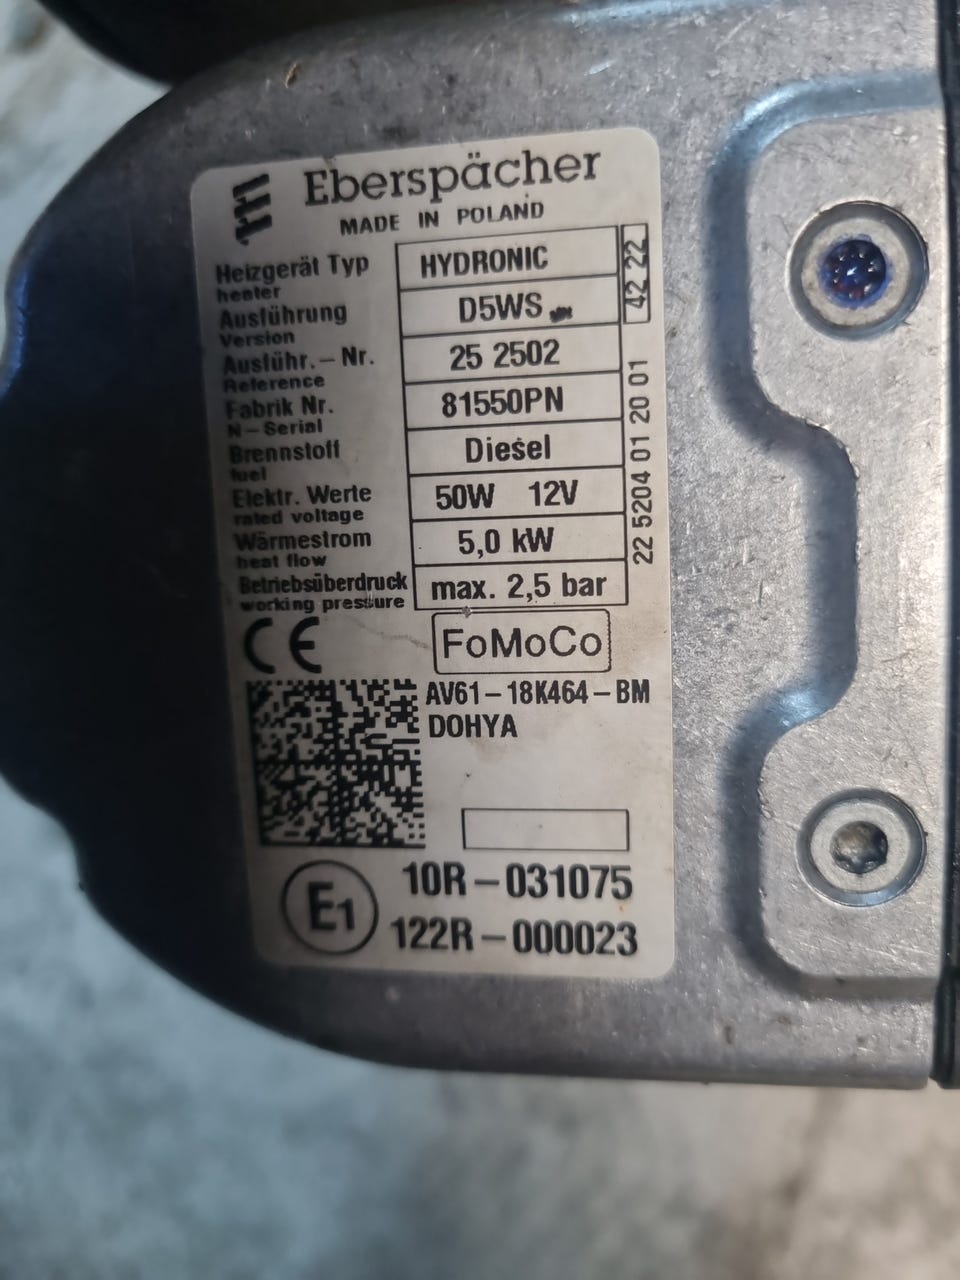 Eberspächer
MADE IN POLAND
Heizgerät Typ HYDRONIC
heater
Ausführung D5WS
Version
Ausführ.-Nr. 25 2502
Reference
Fabrik Nr. 81550PN
N-Serial
Brennstoff Diesel
fuel
Elektr. Werte 50W 12V
rated voltage
Wärmestrom 5,0 kW
heat flow
Betriebsüberdruck max. 2,5 bar
working pressure
42 22
22 5204 01 20 01
CE FoMoCo
AV61-18K464-BM
DOHYA
E1 10R-031075
122R-000023